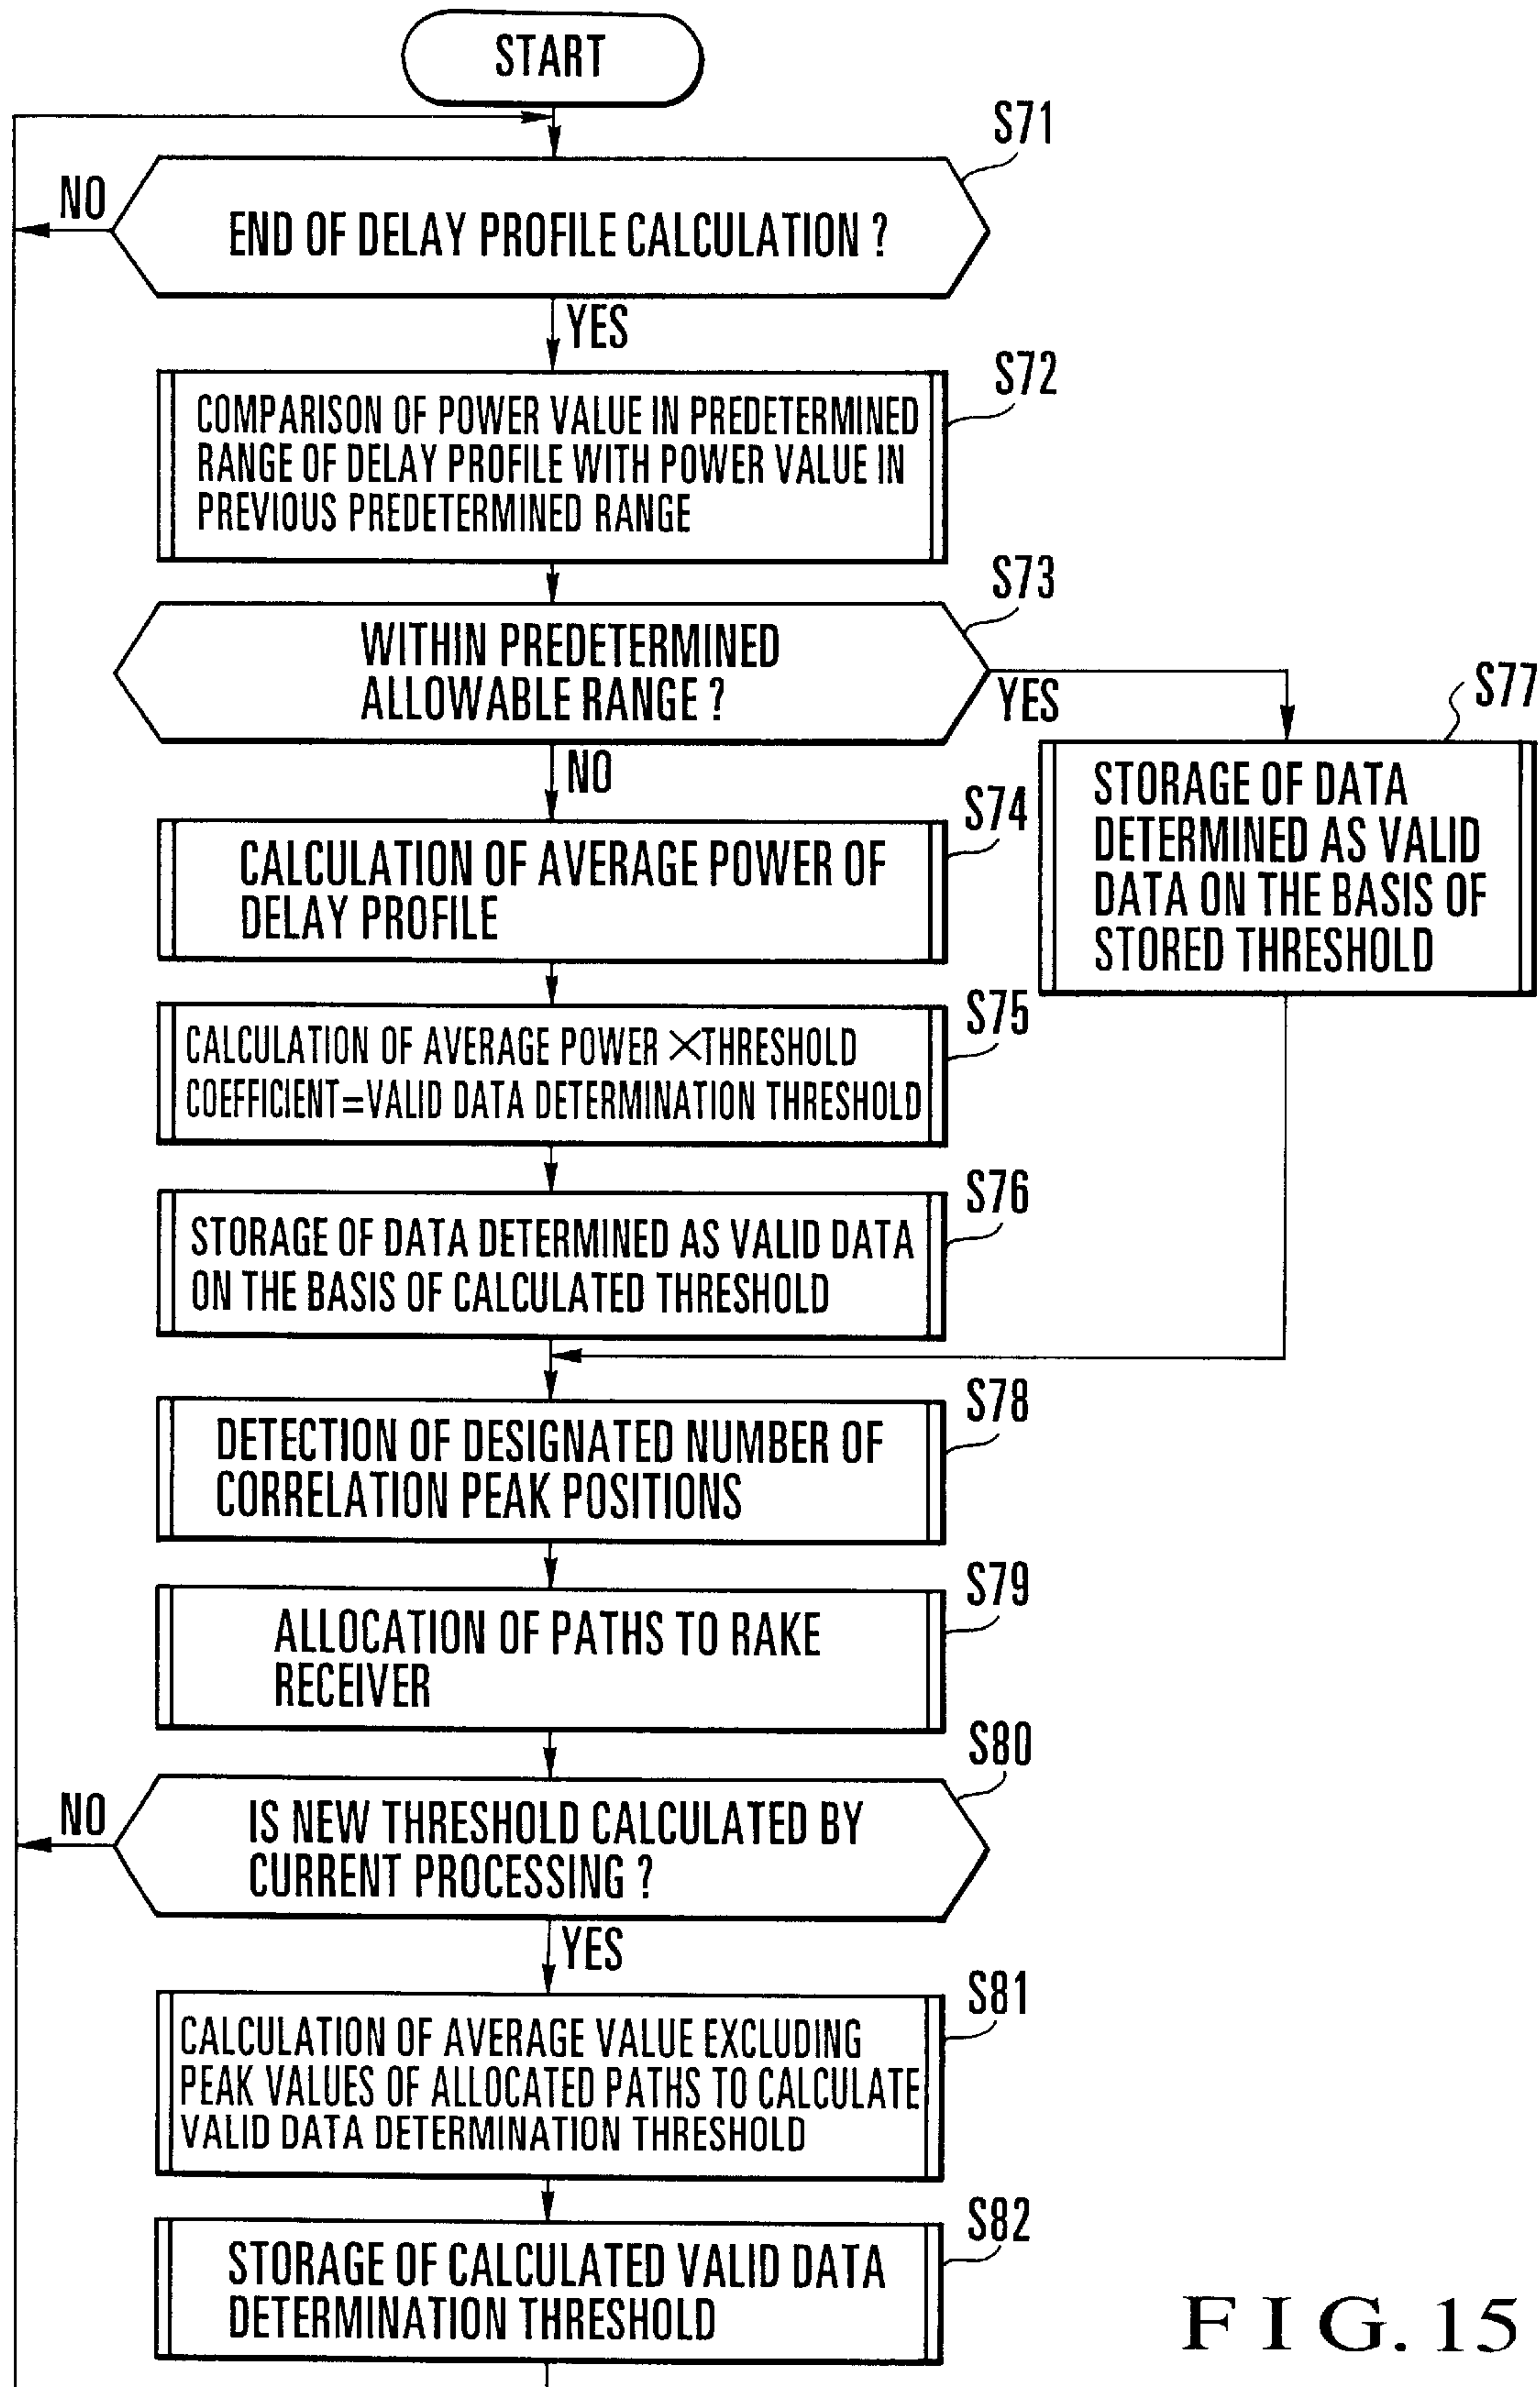 START
S71
NO
END OF DELAY PROFILE CALCULATION ?
YES
S72
COMPARISON OF POWER VALUE IN PREDETERMINED
RANGE OF DELAY PROFILE WITH POWER VALUE IN
PREVIOUS PREDETERMINED RANGE
S73
WITHIN PREDETERMINED
ALLOWABLE RANGE ?
YES
NO
S77
STORAGE OF DATA
DETERMINED AS VALID
DATA ON THE BASIS OF
STORED THRESHOLD
S74
CALCULATION OF AVERAGE POWER OF
DELAY PROFILE
S75
CALCULATION OF AVERAGE POWER ×THRESHOLD
COEFFICIENT=VALID DATA DETERMINATION THRESHOLD
S76
STORAGE OF DATA DETERMINED AS VALID DATA
ON THE BASIS OF CALCULATED THRESHOLD
S78
DETECTION OF DESIGNATED NUMBER OF
CORRELATION PEAK POSITIONS
S79
ALLOCATION OF PATHS TO RAKE
RECEIVER
S80
NO
IS NEW THRESHOLD CALCULATED BY
CURRENT PROCESSING ?
YES
S81
CALCULATION OF AVERAGE VALUE EXCLUDING
PEAK VALUES OF ALLOCATED PATHS TO CALCULATE
VALID DATA DETERMINATION THRESHOLD
S82
STORAGE OF CALCULATED VALID DATA
DETERMINATION THRESHOLD
FIG. 15